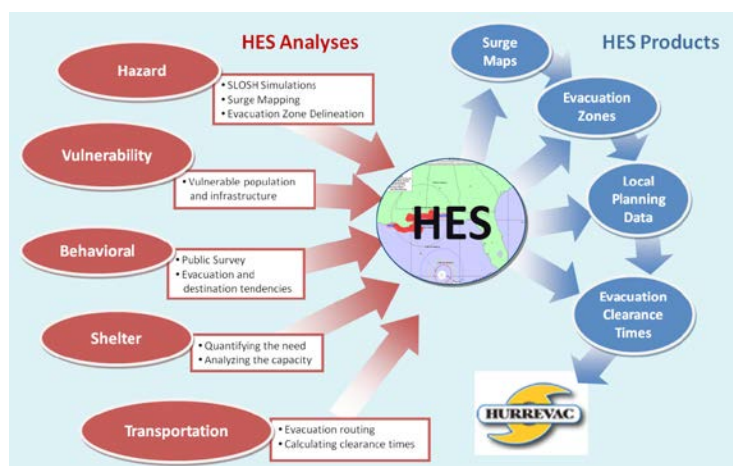 HES Analyses
HES Products
Hazard
• SLOSH Simulations
• Surge Mapping
• Evacuation Zone Delineation
Vulnerability
• Vulnerable population
and infrastructure
Behavioral
• Public Survey
• Evacuation and
destination tendencies
Shelter
• Quantifying the need
• Analyzing the capacity
Transportation
• Evacuation routing
• Calculating clearance times
HES
Surge
Maps
Evacuation
Zones
Local
Planning
Data
Evacuation
Clearance
Times
HURREVAC